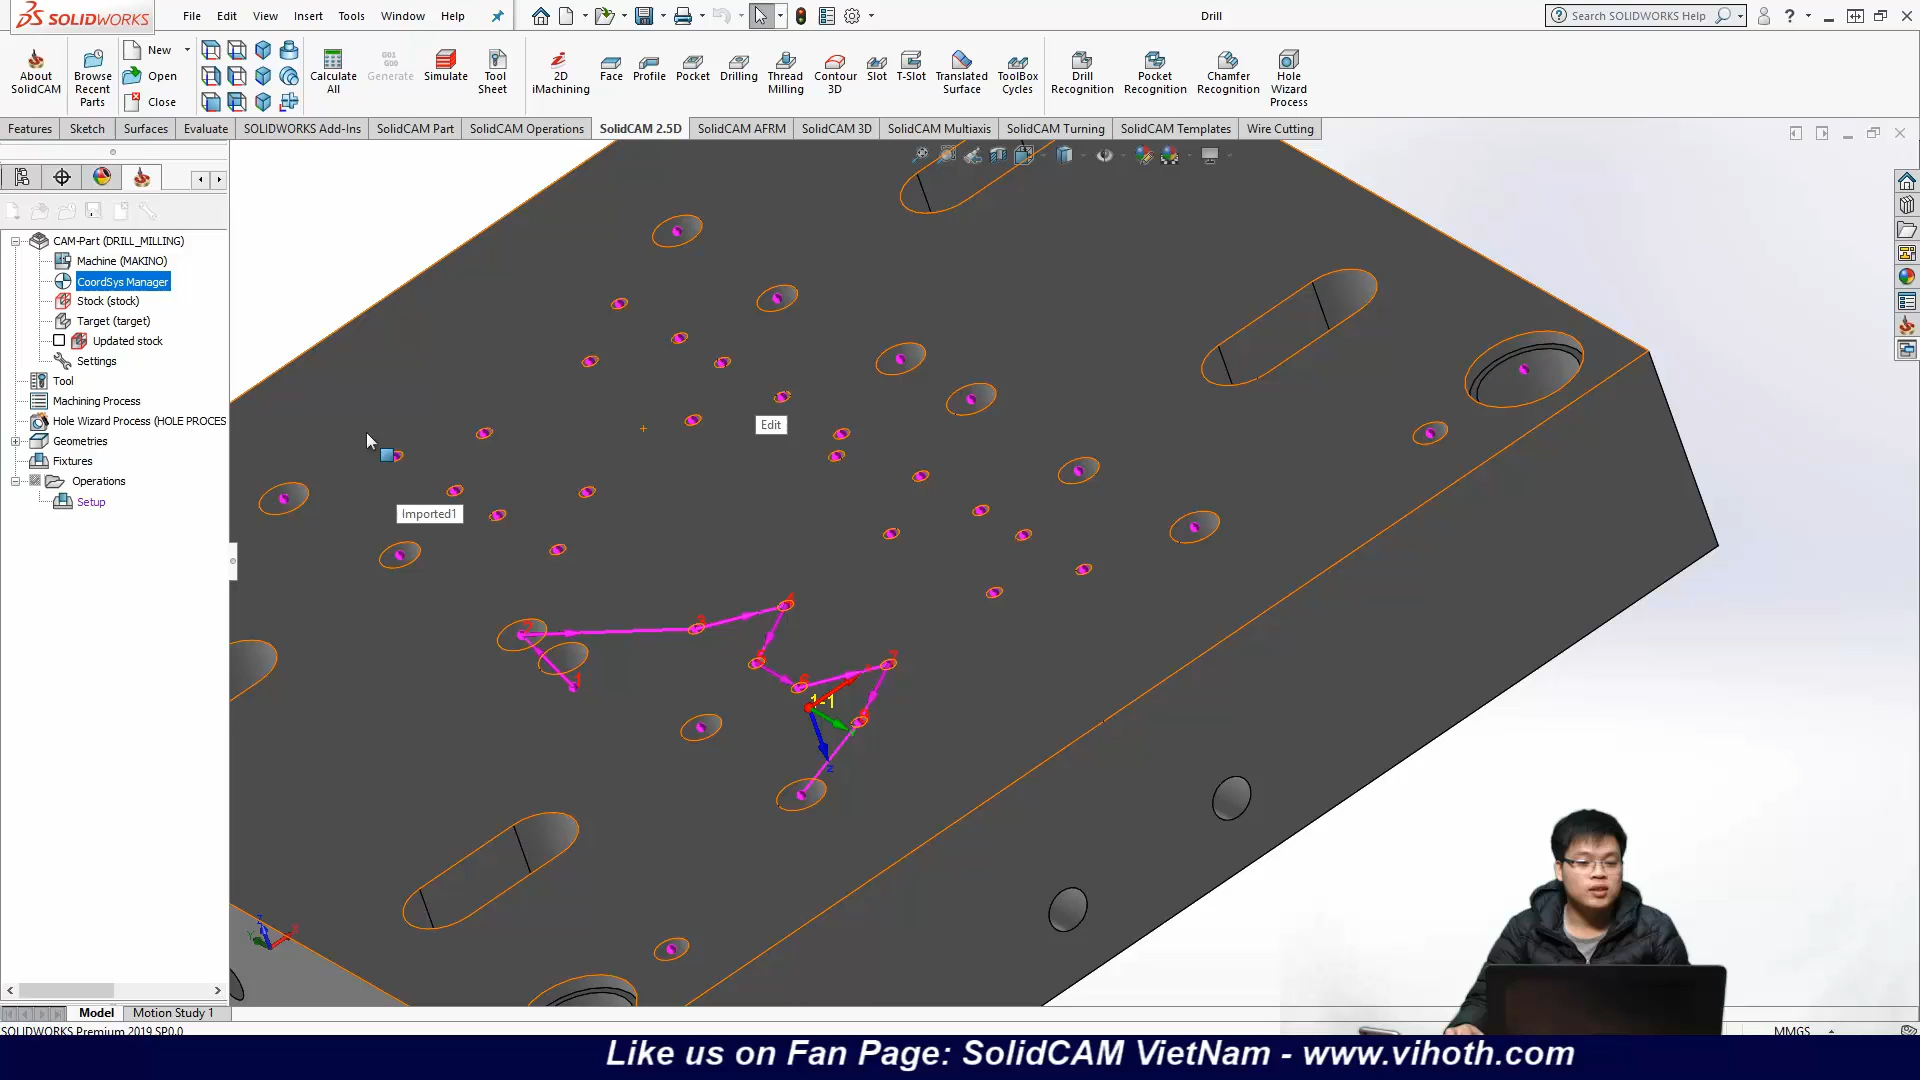 SOLIDWORKS
File
Edit
View
Insert
Tools
Window
Help
Drill
Search SOLIDWORKS Help
About SolidCAM
Browse Recent Parts
New
Open
Close
Calculate All
G01 G00
Generate
Simulate
Tool Sheet
2D iMachining
Face
Profile
Pocket
Drilling
Thread Milling
Contour 3D
Slot
T-Slot
Translated Surface
ToolBox Cycles
Drill Recognition
Pocket Recognition
Chamfer Recognition
Hole Wizard Process
Features
Sketch
Surfaces
Evaluate
SOLIDWORKS Add-Ins
SolidCAM Part
SolidCAM Operations
SolidCAM 2.5D
SolidCAM AFRM
SolidCAM 3D
SolidCAM Multiaxis
SolidCAM Turning
SolidCAM Templates
Wire Cutting
CAM-Part (DRILL_MILLING)
Machine (MAKINO)
CoordSys Manager
Stock (stock)
Target (target)
Updated stock
Settings
Tool
Machining Process
Hole Wizard Process (HOLE PROCES
Geometries
Fixtures
Operations
Setup
Edit
Imported1
Model
Motion Study 1
SOLIDWORKS Premium 2019 SP0.0
MMGS
Like us on Fan Page: SolidCAM VietNam - www.vihoth.com